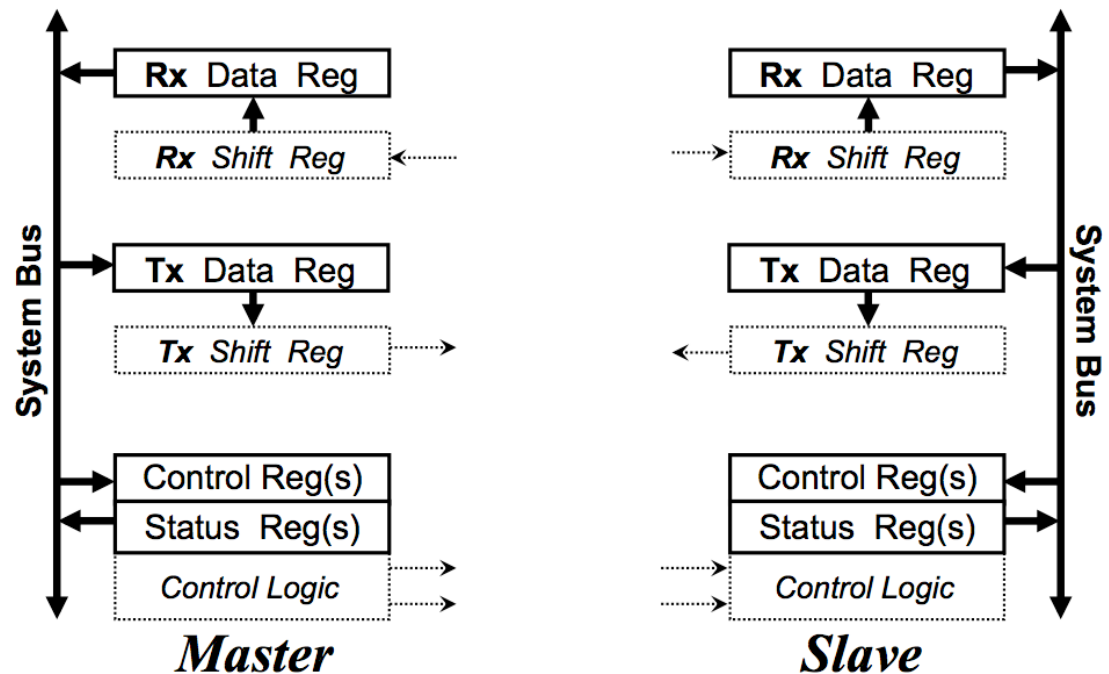 System Bus
Rx Data Reg
Rx Shift Reg
Tx Data Reg
Tx Shift Reg
Control Reg(s)
Status Reg(s)
Control Logic
Master
Rx Data Reg
Rx Shift Reg
Tx Data Reg
Tx Shift Reg
Control Reg(s)
Status Reg(s)
Control Logic
Slave
System Bus